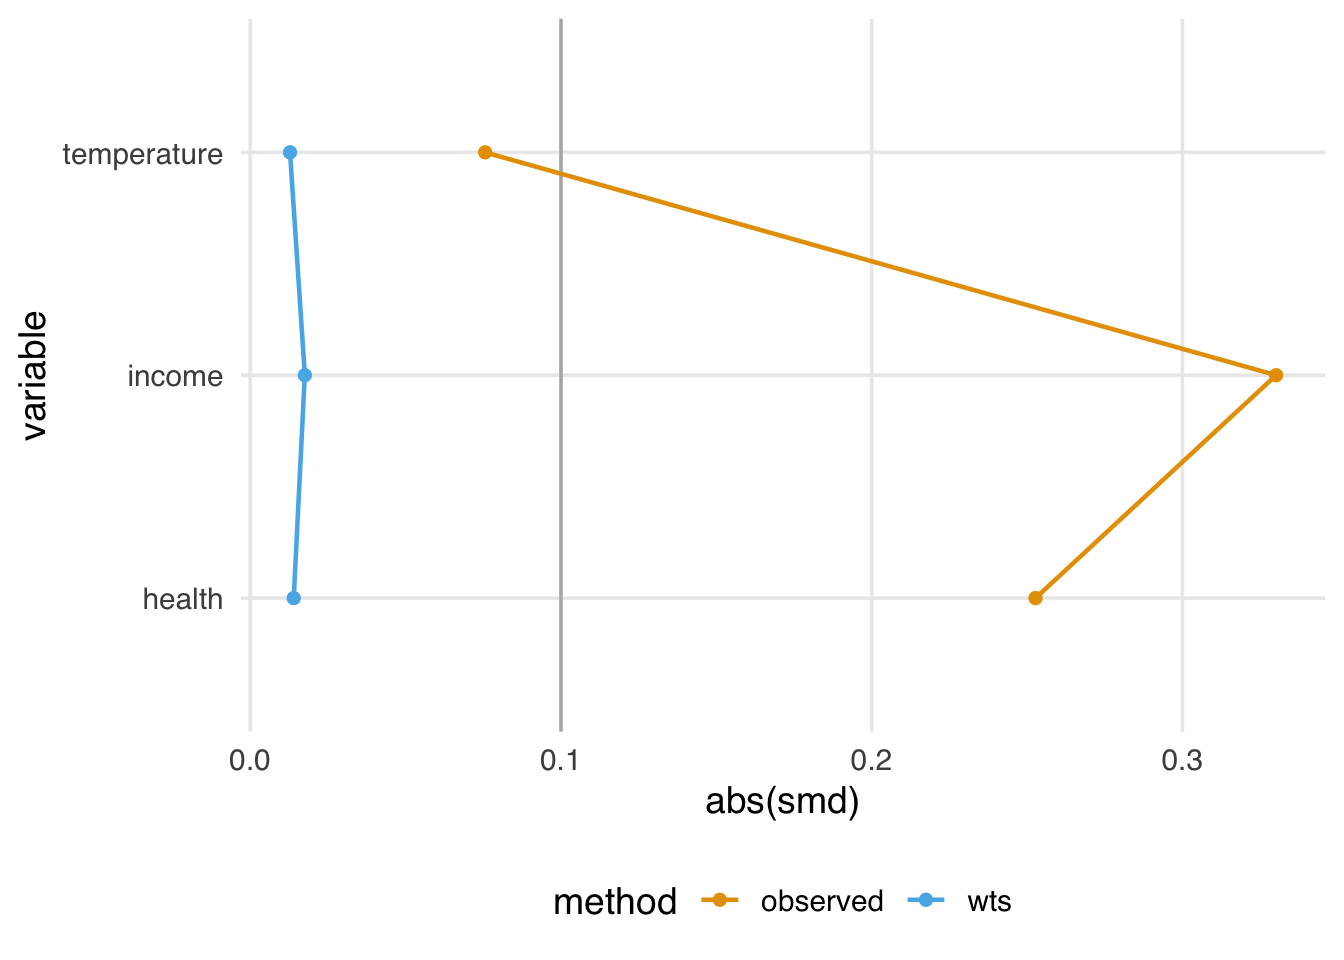 temperature
income
health
variable
0.0 0.1 0.2 0.3
abs(smd)
method observed wts